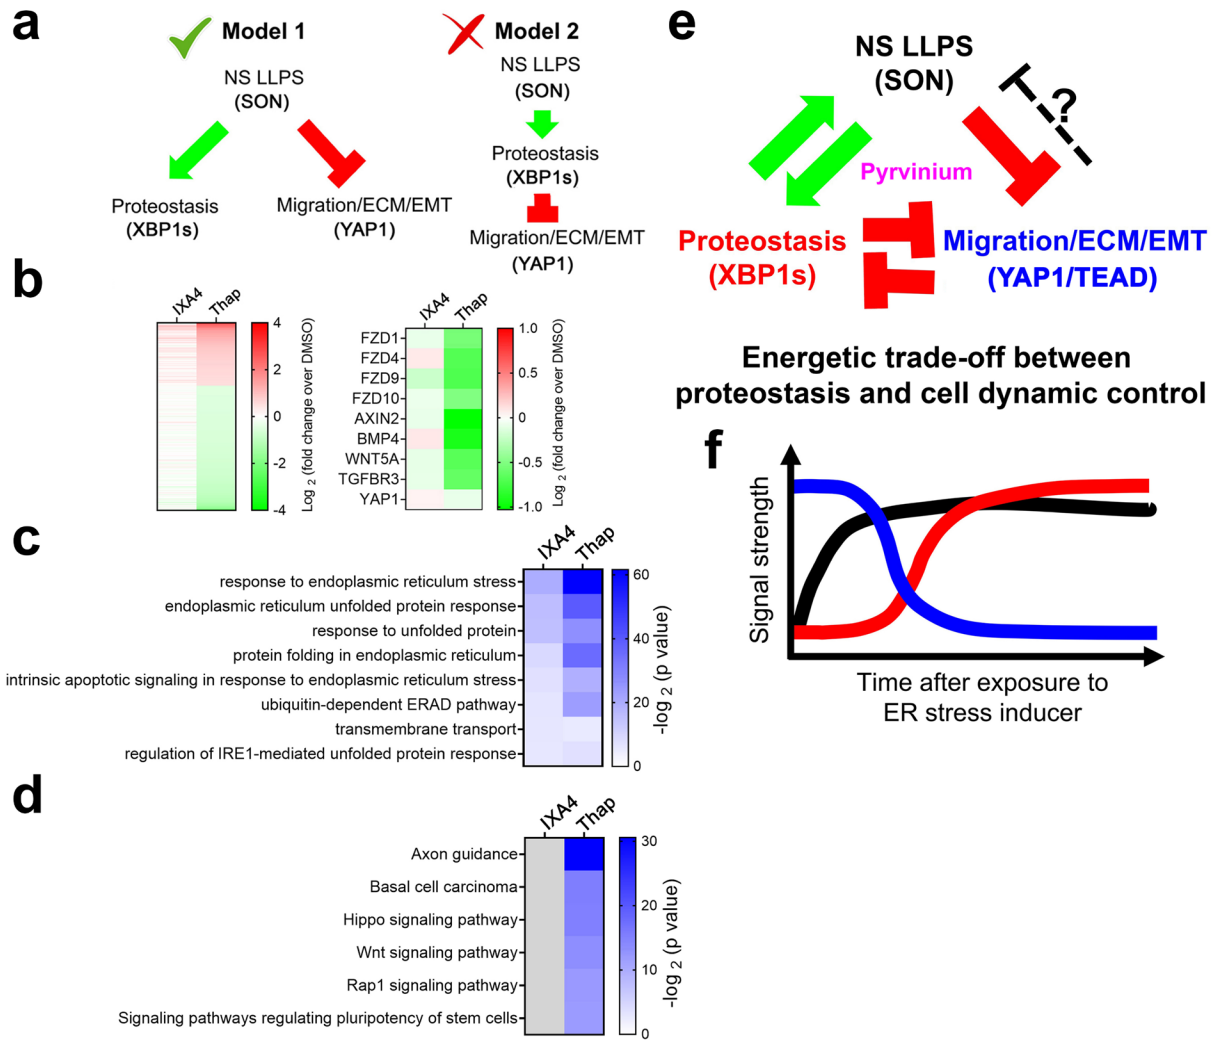 a
Model 1
NS LLPS
(SON)
Proteostasis
(XBP1s)
Migration/ECM/EMT
(YAP1)
Model 2
NS LLPS
(SON)
Proteostasis
(XBP1s)
Migration/ECM/EMT
(YAP1)
b
IXA4
Thap
4
2
0
-2
-4
Log 2 (fold change over DMSO)
IXA4
Thap
FZD1
FZD4
FZD9
FZD10
AXIN2
BMP4
WNT5A
TGFBR3
YAP1
1.0
0.5
0
-0.5
-1.0
Log 2 (fold change over DMSO)
c
IXA4
Thap
response to endoplasmic reticulum stress
endoplasmic reticulum unfolded protein response
response to unfolded protein
protein folding in endoplasmic reticulum
intrinsic apoptotic signaling in response to endoplasmic reticulum stress
ubiquitin-dependent ERAD pathway
transmembrane transport
regulation of IRE1-mediated unfolded protein response
60
40
20
0
-log 2 (p value)
d
IXA4
Thap
Axon guidance
Basal cell carcinoma
Hippo signaling pathway
Wnt signaling pathway
Rap1 signaling pathway
Signaling pathways regulating pluripotency of stem cells
30
20
10
0
-log 2 (p value)
e
NS LLPS
(SON)
?
Pyrvinium
Proteostasis
(XBP1s)
Migration/ECM/EMT
(YAP1/TEAD)
Energetic trade-off between
proteostasis and cell dynamic control
f
Signal strength
Time after exposure to
ER stress inducer